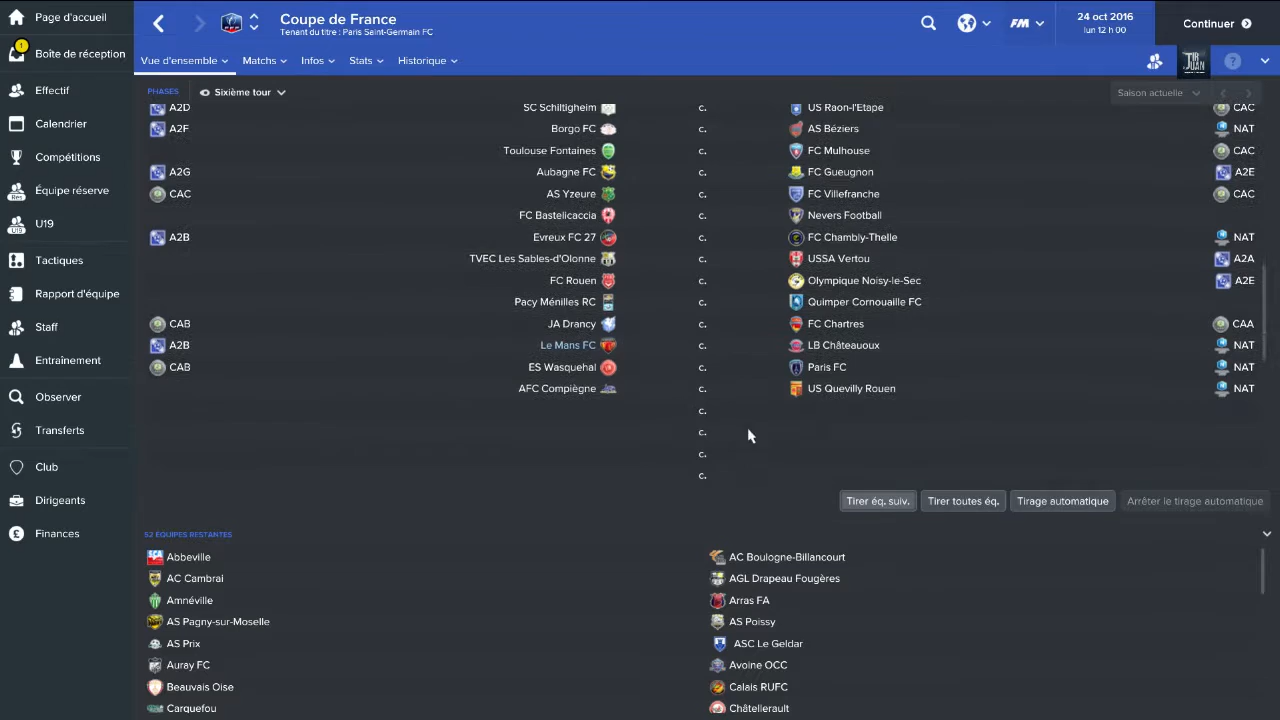 Page d'accueil
1
Boîte de réception
Effectif
Calendrier
Compétitions
Res
Équipe réserve
U19
U19
Tactiques
Rapport d'équipe
Staff
Entraînement
Observer
Transferts
Club
Dirigeants
Finances
Coupe de France
Tenant du titre : Paris Saint-Germain FC
FM
24 oct 2016
lun 12 h 00
Continuer
Vue d'ensemble
Matchs
Infos
Stats
Historique
?
PHASES
Sixième tour
Saison actuelle
A2D SC Schiltigheim c. US Raon-l'Etape CAC
A2F Borgo FC c. AS Béziers NAT
Toulouse Fontaines c. FC Mulhouse CAC
A2G Aubagne FC c. FC Gueugnon A2E
CAC AS Yzeure c. FC Villefranche CAC
FC Bastelicaccia c. Nevers Football
A2B Evreux FC 27 c. FC Chambly-Thelle NAT
TVEC Les Sables-d'Olonne c. USSA Vertou A2A
FC Rouen c. Olympique Noisy-le-Sec A2E
Pacy Ménilles RC c. Quimper Cornouaille FC
CAB JA Drancy c. FC Chartres CAA
A2B Le Mans FC c. LB Châteauoux NAT
CAB ES Wasquehal c. Paris FC NAT
AFC Compiègne c. US Quevilly Rouen NAT
c.
c.
c.
c.
Tirer éq. suiv.
Tirer toutes éq.
Tirage automatique
Arrêter le tirage automatique
52 EQUIPES RESTANTES
Abbeville AC Boulogne-Billancourt
AC Cambrai AGL Drapeau Fougères
Amnéville Arras FA
AS Pagny-sur-Moselle AS Poissy
AS Prix ASC Le Geldar
Auray FC Avoine OCC
Beauvais Oise Calais RUFC
Carquefou Châtellerault